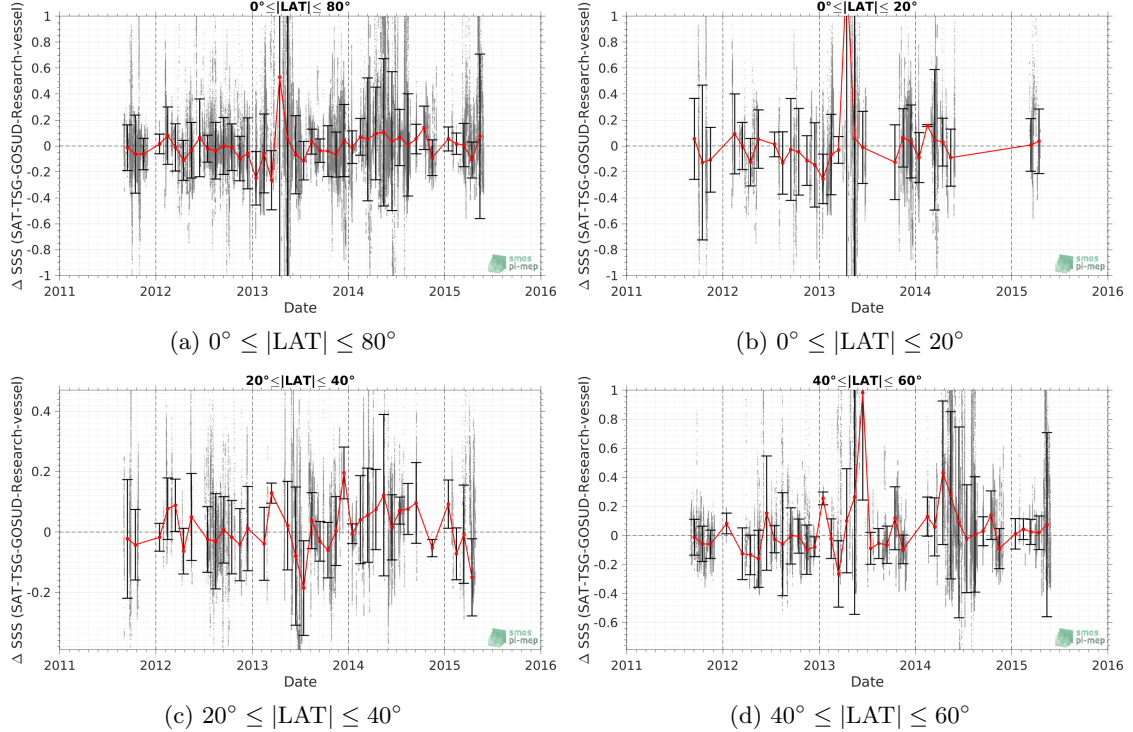 0°≤|LAT|≤ 80°
Δ SSS (SAT-TSG-GOSUD-Research-vessel)
1
0.8
0.6
0.4
0.2
0
-0.2
-0.4
-0.6
-0.8
-1
2011 2012 2013 2014 2015 2016
Date
smos
pi-mep
(a) 0° ≤ |LAT| ≤ 80°
0°≤|LAT|≤ 20°
Δ SSS (SAT-TSG-GOSUD-Research-vessel)
1
0.8
0.6
0.4
0.2
0
-0.2
-0.4
-0.6
-0.8
-1
2011 2012 2013 2014 2015 2016
Date
smos
pi-mep
(b) 0° ≤ |LAT| ≤ 20°
20°≤|LAT|≤ 40°
Δ SSS (SAT-TSG-GOSUD-Research-vessel)
0.4
0.2
0
-0.2
2011 2012 2013 2014 2015 2016
Date
smos
pi-mep
(c) 20° ≤ |LAT| ≤ 40°
40°≤|LAT|≤ 60°
Δ SSS (SAT-TSG-GOSUD-Research-vessel)
1
0.8
0.6
0.4
0.2
0
-0.2
-0.4
-0.6
2011 2012 2013 2014 2015 2016
Date
smos
pi-mep
(d) 40° ≤ |LAT| ≤ 60°